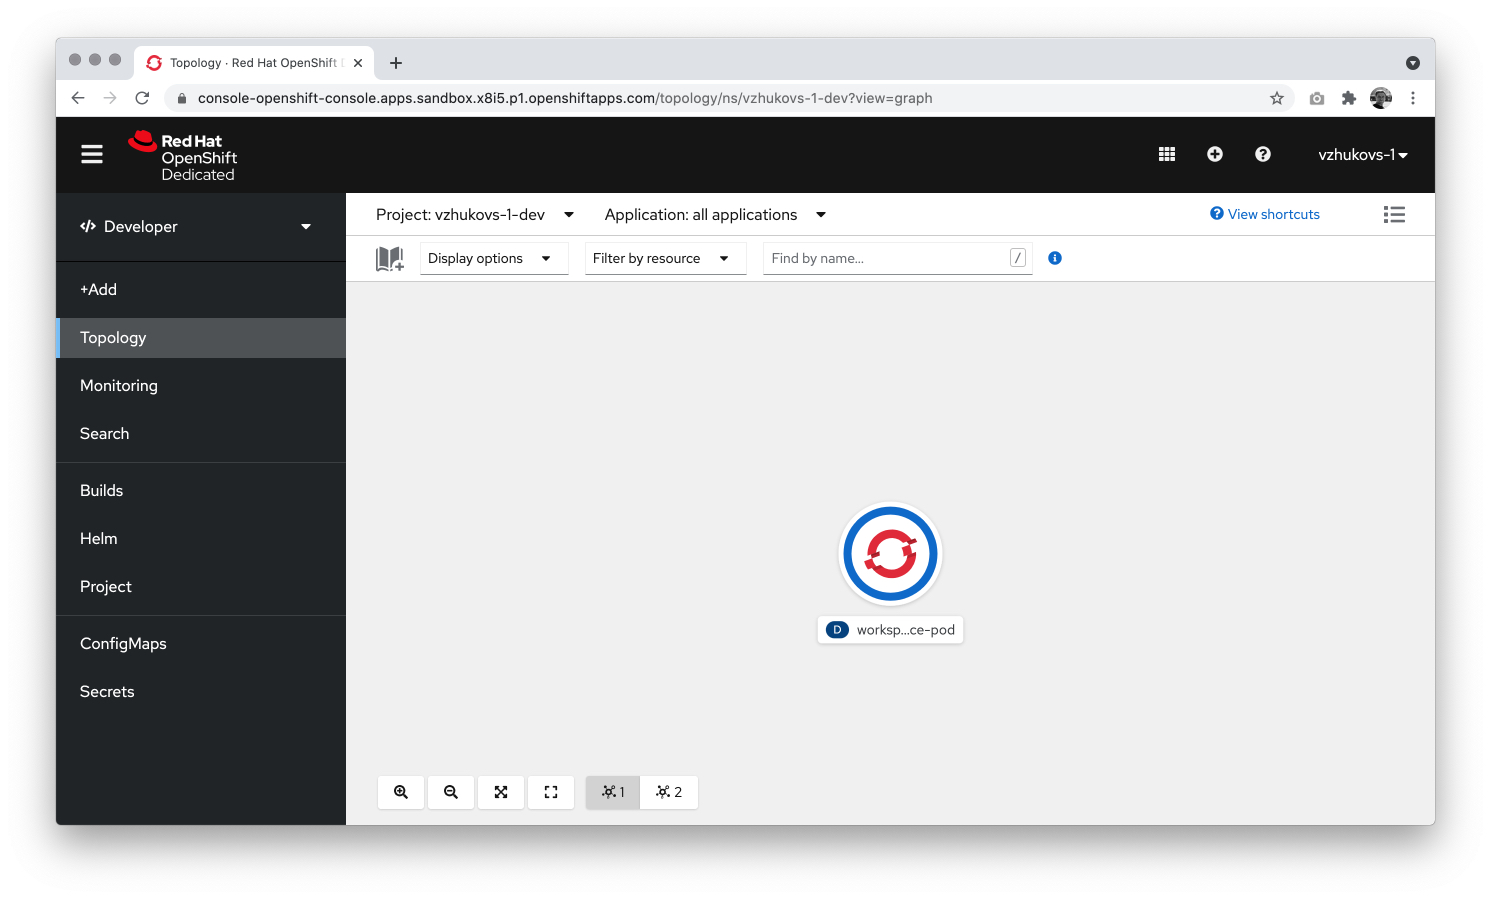 Topology · Red Hat OpenShift
console-openshift-console.apps.sandbox.x8i5.p1.openshiftapps.com/topology/ns/vzhukovs-1-dev?view=graph
Red Hat
OpenShift
Dedicated
vzhukovs-1
Developer
Project: vzhukovs-1-dev
Application: all applications
View shortcuts
Display options
Filter by resource
Find by name...
/
+Add
Topology
Monitoring
Search
Builds
Helm
Project
ConfigMaps
Secrets
D worksp...ce-pod
1
2